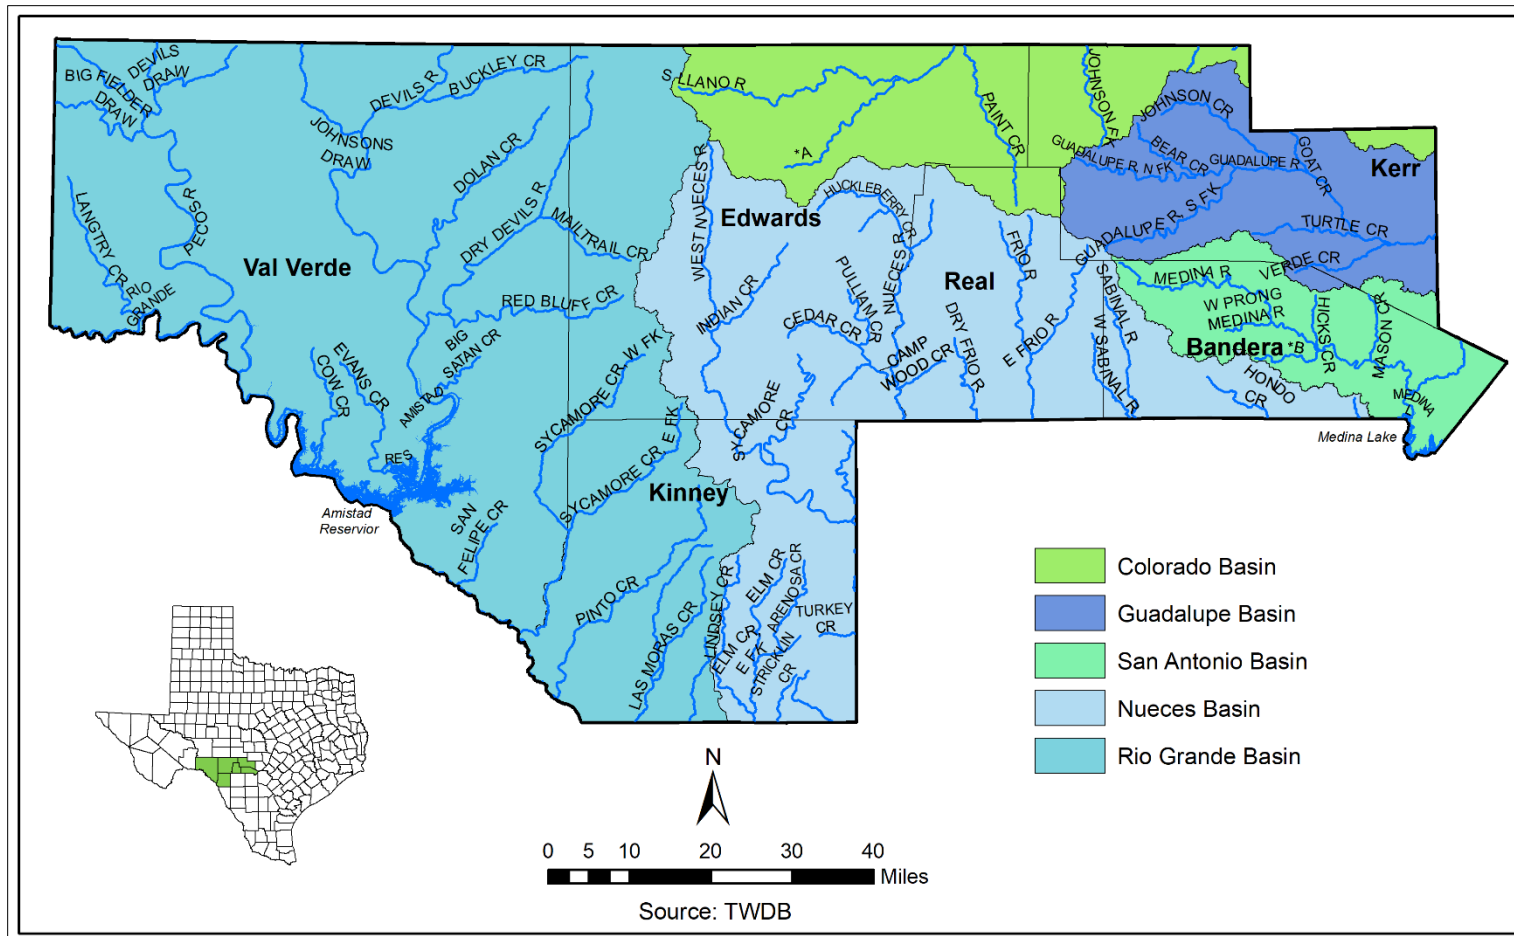 DEVILS
DRAW
BIG FIELDER
DRAW
DEVILS R
BUCKLEY CR
JOHNSONS
DRAW
DOLAN CR
S LLANO R
*A
PAINT CR
JOHNSON FK
JOHNSON CR
BEAR CR
GUADALUPE R, N FK
GUADALUPE R
GOAT CR
Kerr
GUADALUPE R, S FK
TURTLE CR
VERDE CR
LANGTRY CR
PECOS R
RIO
GRANDE
Val Verde
DRY DEVILS R
MAILTRAIL CR
RED BLUFF CR
WEST NUECES R
Edwards
HUCKLEBERRY CR
INDIAN CR
PULLIAM CR
NUECES R
Real
FRIO R
DRY FRIO R
E FRIO R
SABINAL R
W SABINAL R
MEDINA R
W PRONG
MEDINA R
HICKS CR
MASON CR
Bandera
*B
HONDO
CR
MEDINA
L
Medina Lake
CEDAR CR
CAMP
WOOD CR
BIG
SATAN CR
EVANS CR
COW CR
AMISTAD
RES
SYCAMORE CR, W FK
SYCAMORE CR, E FK
SYCAMORE
CR
Kinney
Amistad
Reservior
SAN
FELIPE CR
PINTO CR
LAS MORAS CR
LINDSEY CR
ELM CR
ARENOSA CR
TURKEY
CR
ELM CR
E FK
STRICKLIN
CR
Colorado Basin
Guadalupe Basin
San Antonio Basin
Nueces Basin
Rio Grande Basin
N
0 5 10 20 30 40
Miles
Source: TWDB